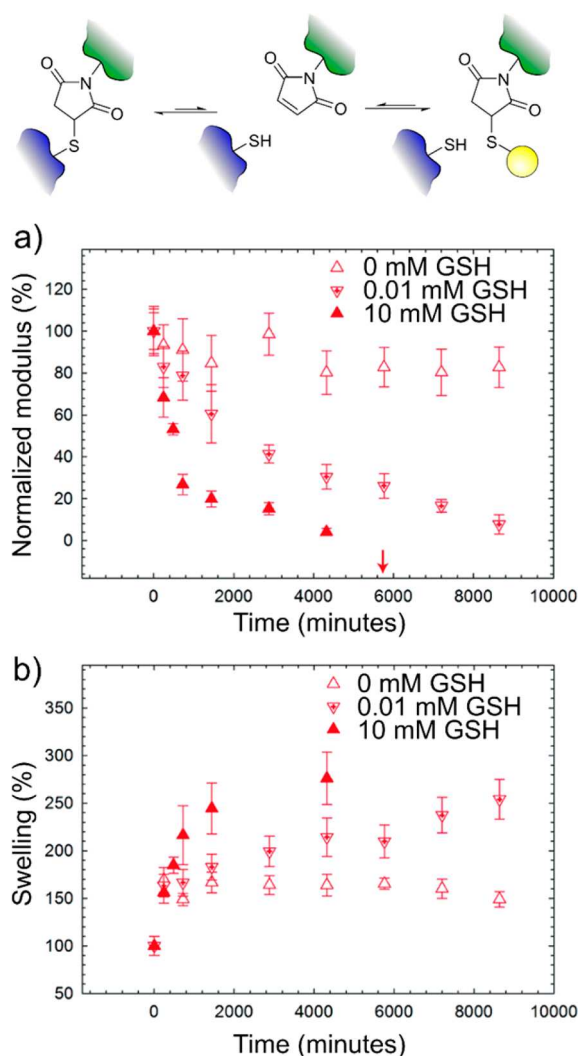 O N O O N O O N O
S SH SH S
a)
Normalized modulus (%)
120
100
80
60
40
20
0
0 mM GSH
0.01 mM GSH
10 mM GSH
0 2000 4000 6000 8000 10000
Time (minutes)
b)
Swelling (%)
350
300
250
200
150
100
50
0 mM GSH
0.01 mM GSH
10 mM GSH
0 2000 4000 6000 8000 10000
Time (minutes)